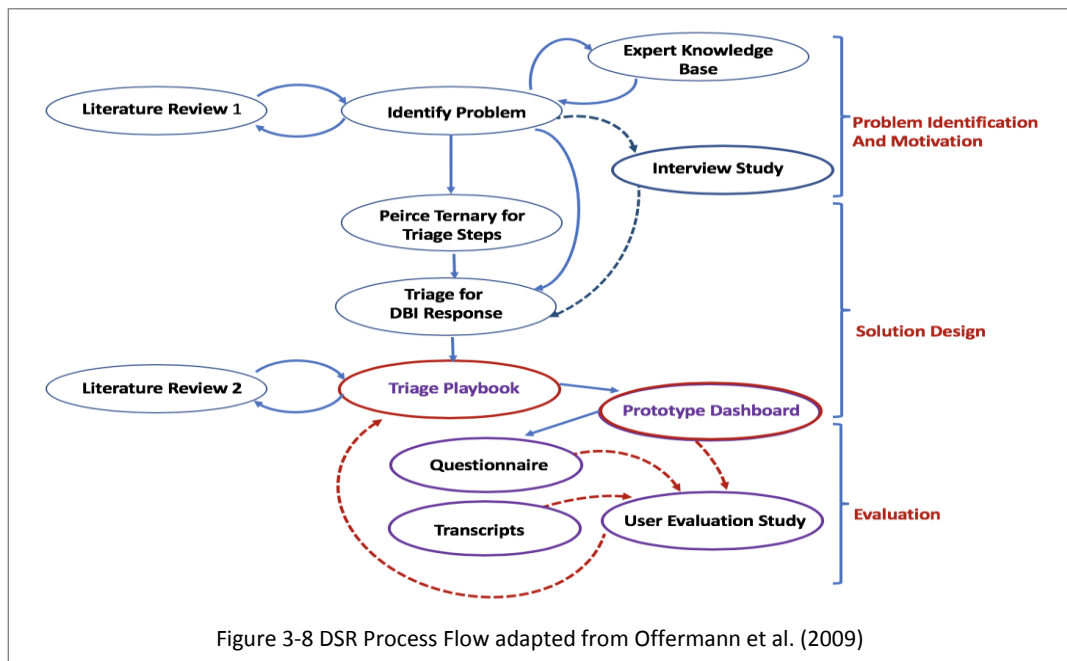 Expert Knowledge
Base
Literature Review 1
Identify Problem
Problem Identification
And Motivation
Interview Study
Peirce Ternary for
Triage Steps
Triage for
DBI Response
Solution Design
Literature Review 2
Triage Playbook
Prototype Dashboard
Questionnaire
Transcripts
User Evaluation Study
Evaluation
Figure 3-8 DSR Process Flow adapted from Offermann et al. (2009)